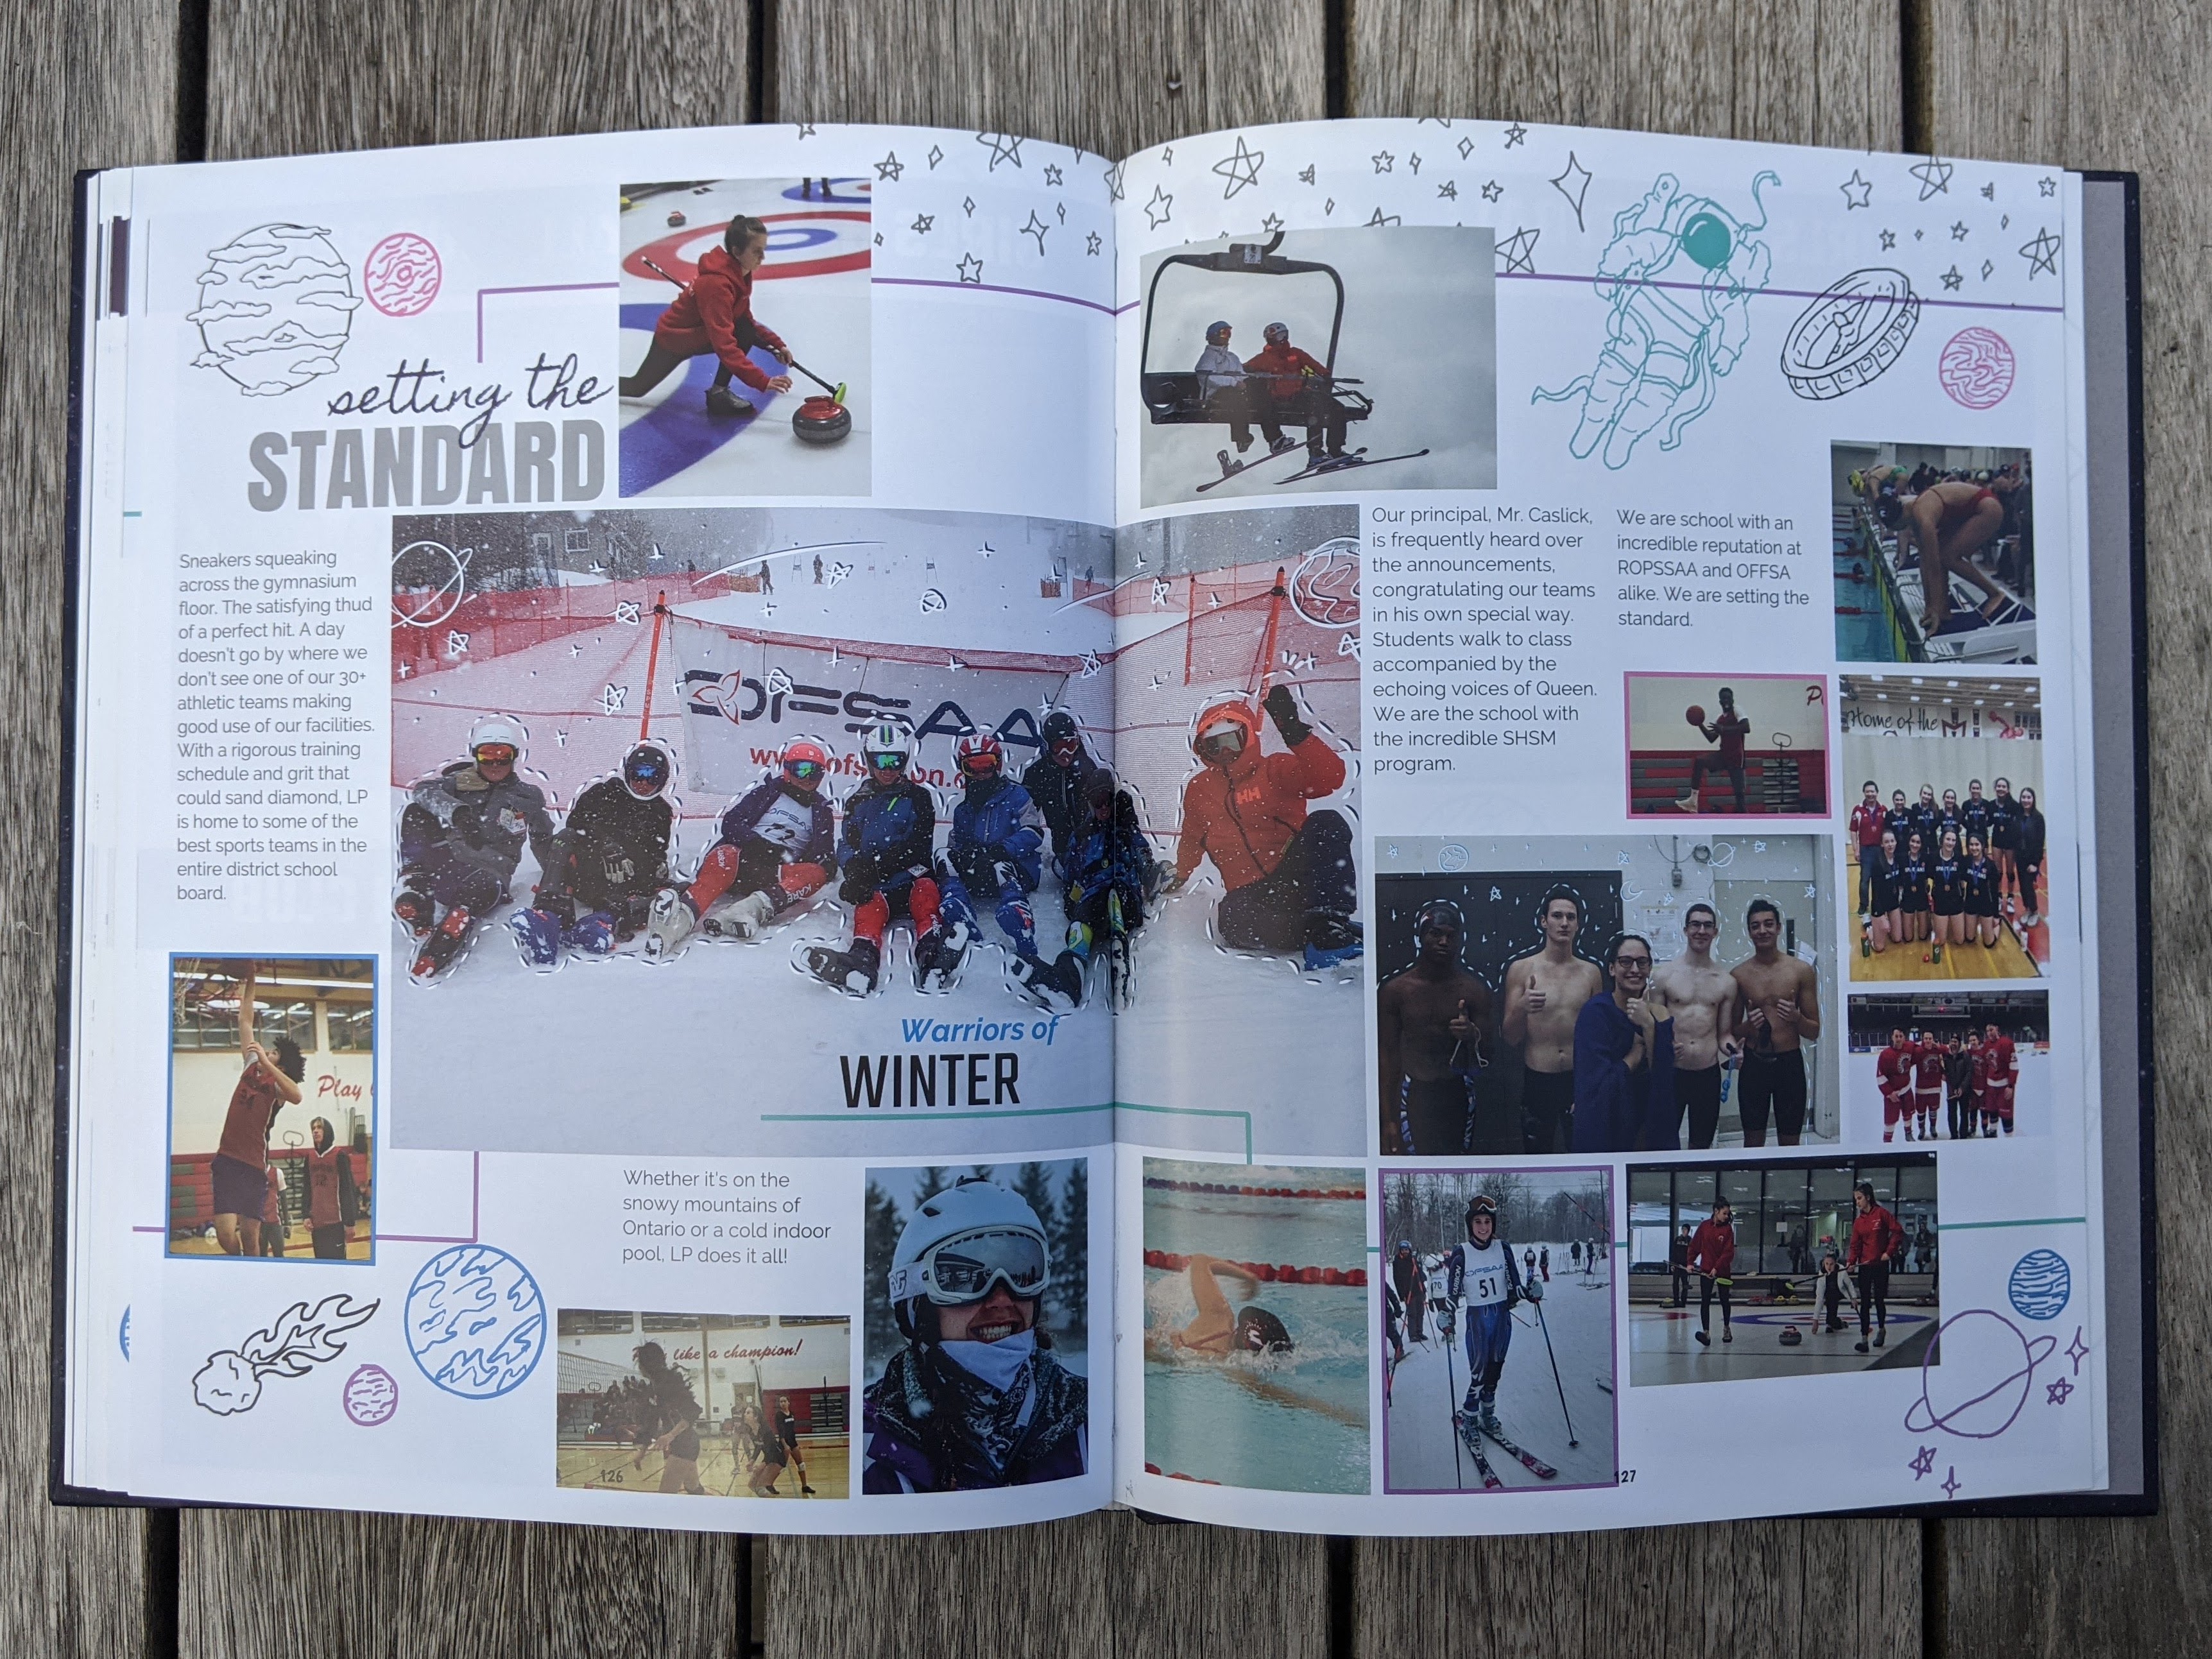 setting the
STANDARD
Sneakers squeaking
across the gymnasium
floor. The satisfying thud
of a perfect hit. A day
doesn't go by where we
don't see one of our 30+
athletic teams making
good use of our facilities.
With a rigorous training
schedule and grit that
could sand diamond, LP
is home to some of the
best sports teams in the
entire district school
board.
OFSAA
Warriors of
WINTER
Play
Whether it's on the
snowy mountains of
Ontario or a cold indoor
pool, LP does it all!
like a champion!
126
Our principal, Mr. Caslick,
is frequently heard over
the announcements,
congratulating our teams
in his own special way.
Students walk to class
accompanied by the
echoing voices of Queen.
We are the school with
the incredible SHSM
program.
We are school with an
incredible reputation at
ROPSSAA and OFFSA
alike. We are setting the
standard.
Home of the
HH
OFSAA
51
70
127